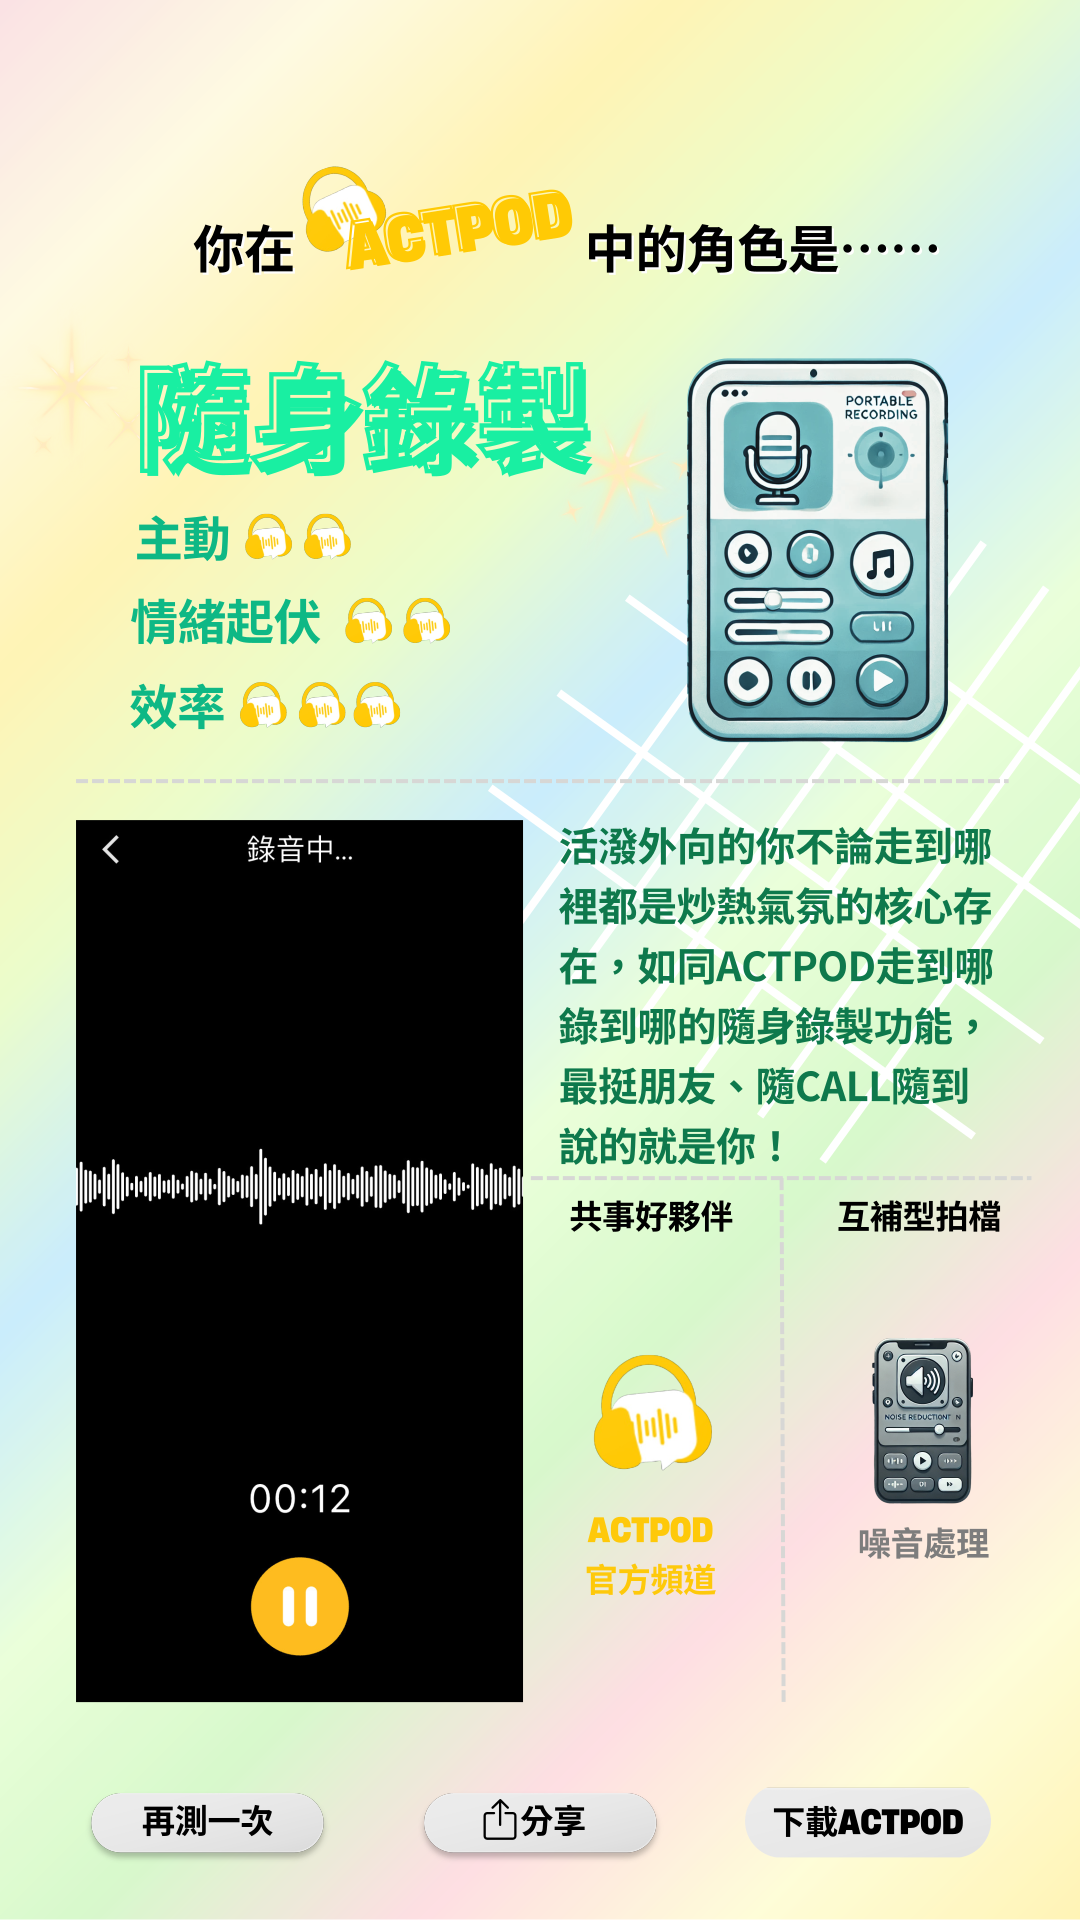 你在 ACTPOD 中的角色是⋯⋯
隨身錄製
PORTABLE
RECORDING
主動
情緒起伏
效率
錄音中...
活潑外向的你不論走到哪
裡都是炒熱氣氛的核心存
在，如同ACTPOD走到哪
錄到哪的隨身錄製功能，
最挺朋友、隨CALL隨到
說的就是你！
共事好夥伴
互補型拍檔
NOISE REDUCTION
00:12
ACTPOD
官方頻道
噪音處理
再測一次
分享
下載ACTPOD